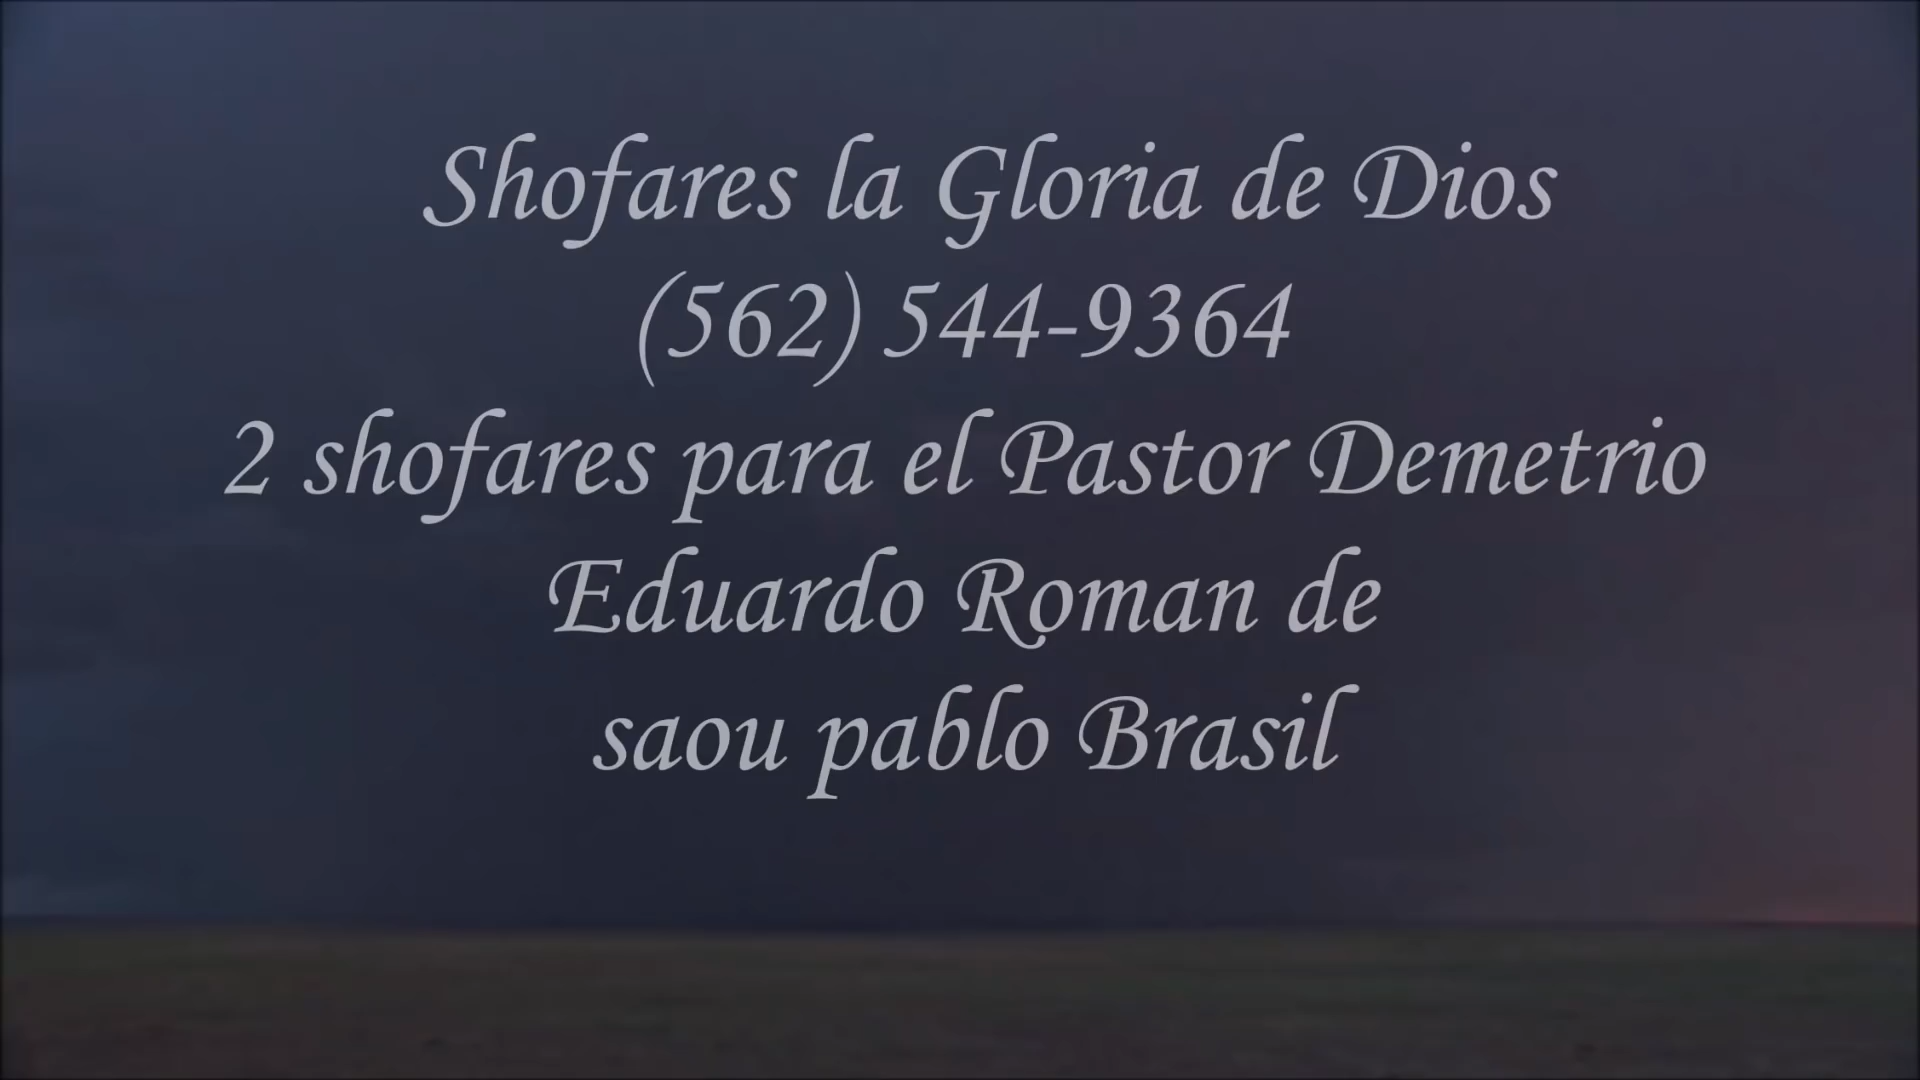 Shofares la Gloria de Dios
(562) 544-9364
2 shofares para el Pastor Demetrio
Eduardo Roman de
saou pablo Brasil